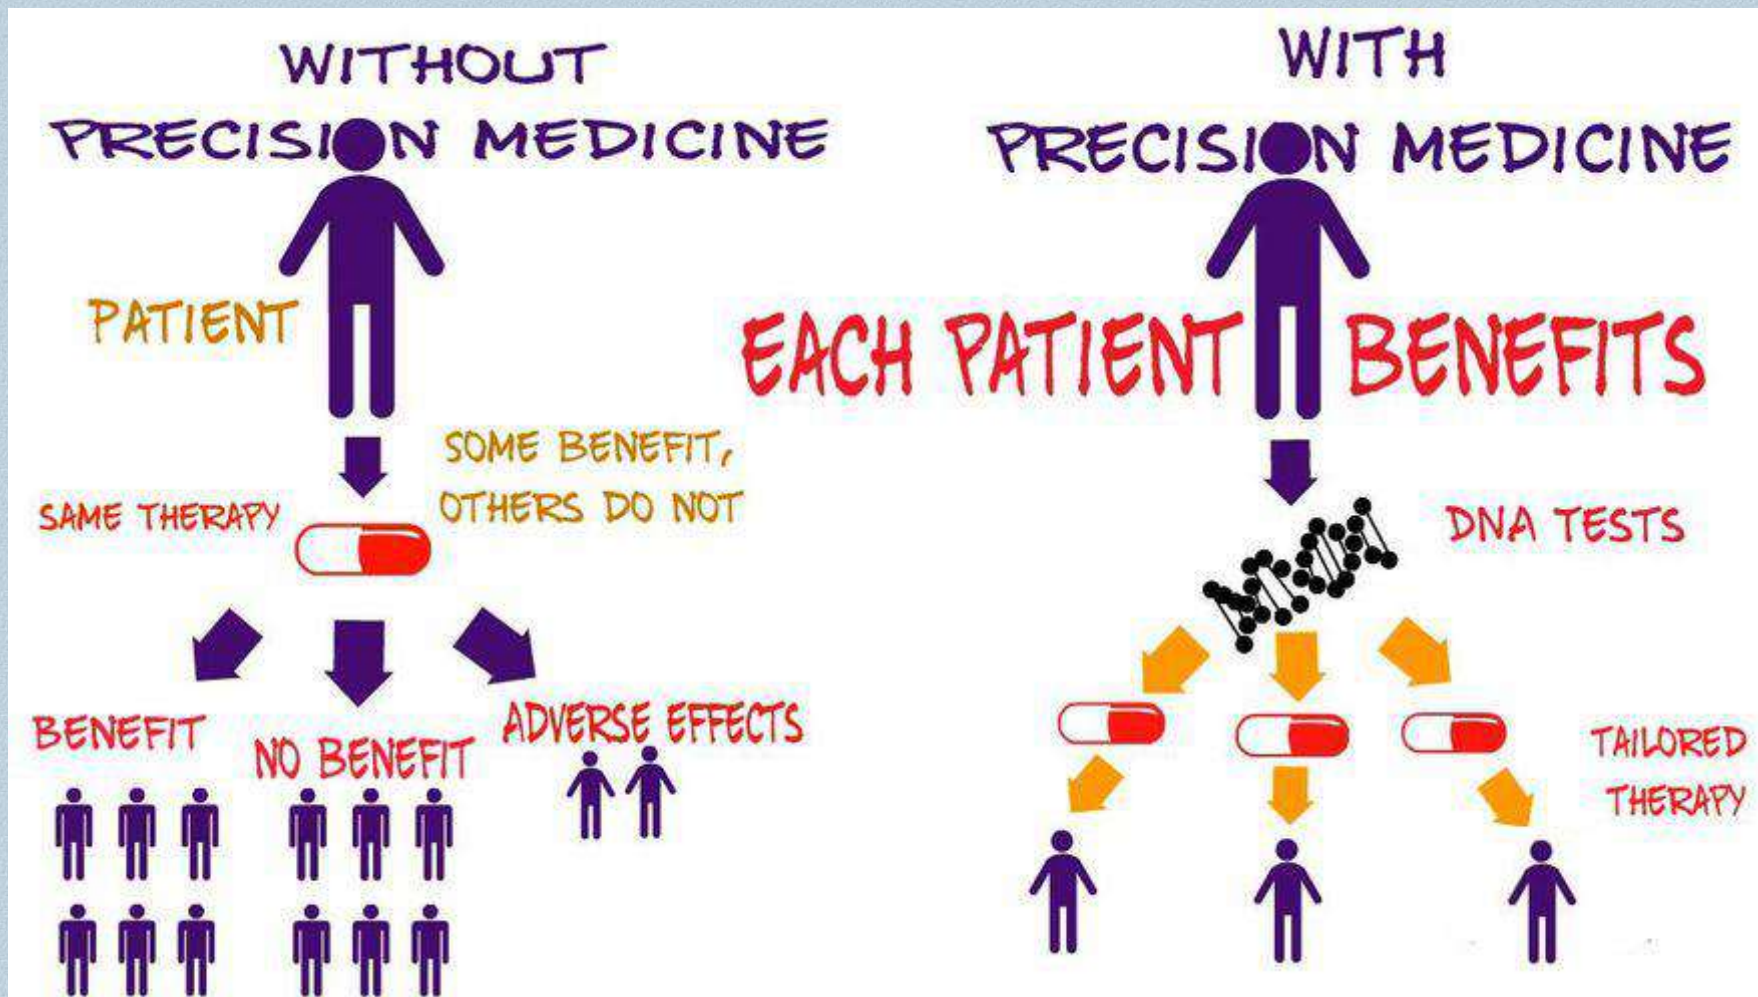 WITHOUT
PRECISION MEDICINE
PATIENT
SOME BENEFIT,
OTHERS DO NOT
SAME THERAPY
BENEFIT
NO BENEFIT
ADVERSE EFFECTS
WITH
PRECISION MEDICINE
EACH PATIENT BENEFITS
DNA TESTS
TAILORED
THERAPY